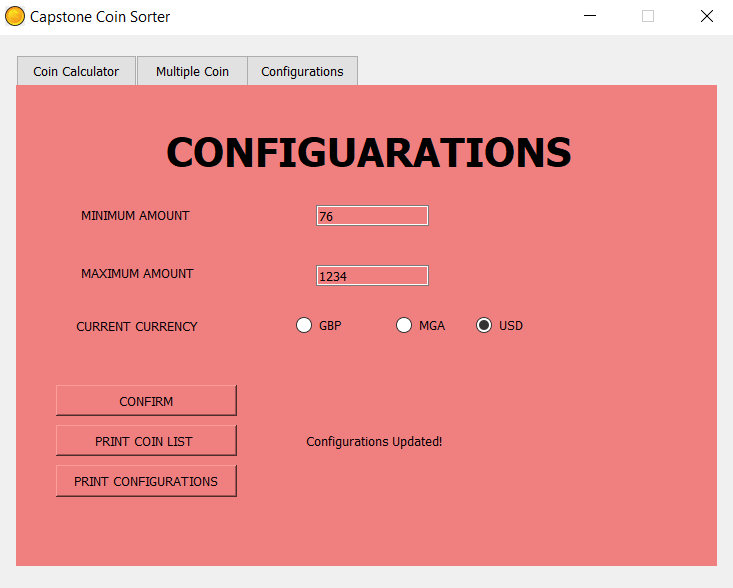 Capstone Coin Sorter
Coin Calculator Multiple Coin Configurations
CONFIGUARATIONS
MINIMUM AMOUNT 76
MAXIMUM AMOUNT 1234
CURRENT CURRENCY GBP MGA USD
CONFIRM
PRINT COIN LIST Configurations Updated!
PRINT CONFIGURATIONS